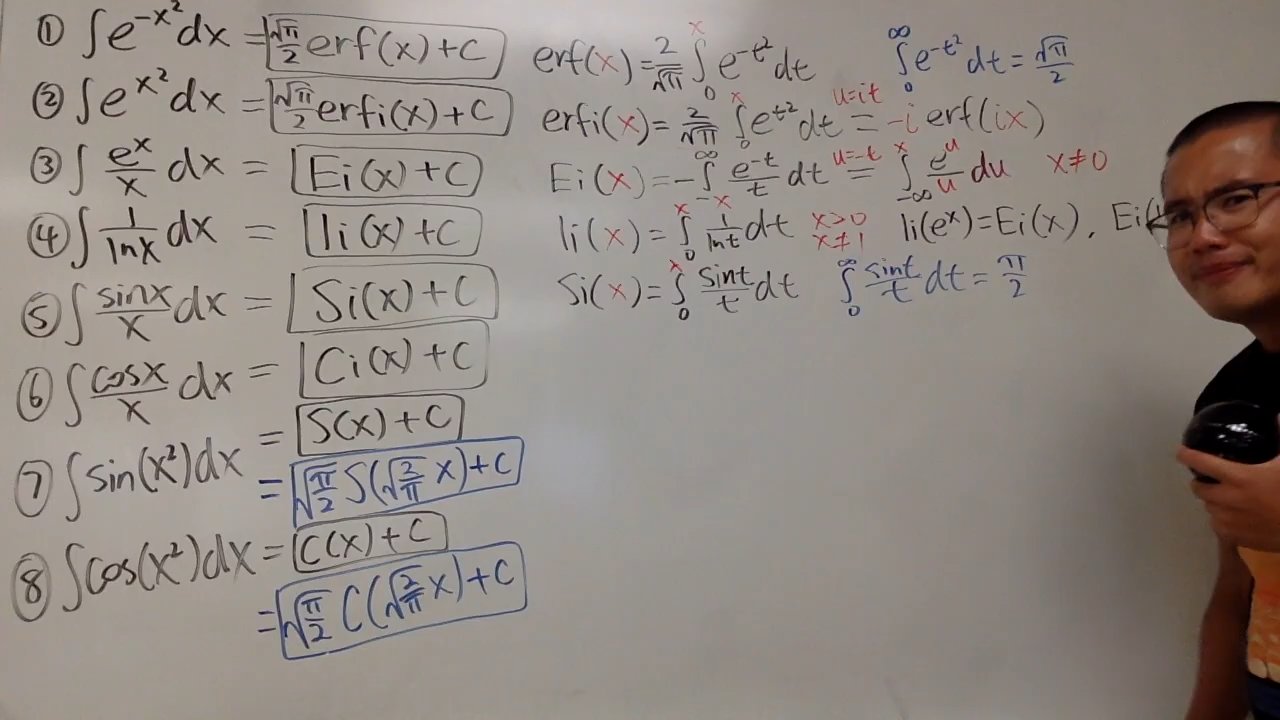 ① ∫e^{-x²}dx = √π/2 erf(x)+C
② ∫e^{x²}dx = √π/2 erfi(x)+C
③ ∫ e^x/x dx = Ei(x)+C
④ ∫ 1/lnx dx = li(x)+C
⑤ ∫ sinx/x dx = Si(x)+C
⑥ ∫ cosx/x dx = Ci(x)+C
⑦ ∫sin(x²)dx = S(x)+C
= √(π/2) S(√(2/π) x)+C
⑧ ∫cos(x²)dx = C(x)+C
= √(π/2) C(√(2/π) x)+C
erf(x) = 2/√π ∫_0^x e^{-t²}dt ∫_0^∞ e^{-t²}dt = √π/2
erfi(x) = 2/√π ∫_0^x e^{t²}dt u=it = -i erf(ix)
Ei(x) = -∫_{-x}^∞ e^{-t}/t dt u=-t = ∫_{-∞}^x e^u/u du x≠0
li(x) = ∫_0^x 1/lnt dt x>0 x≠1 li(e^x)=Ei(x), Ei(
Si(x) = ∫_0^x sint/t dt ∫_0^∞ sint/t dt = π/2